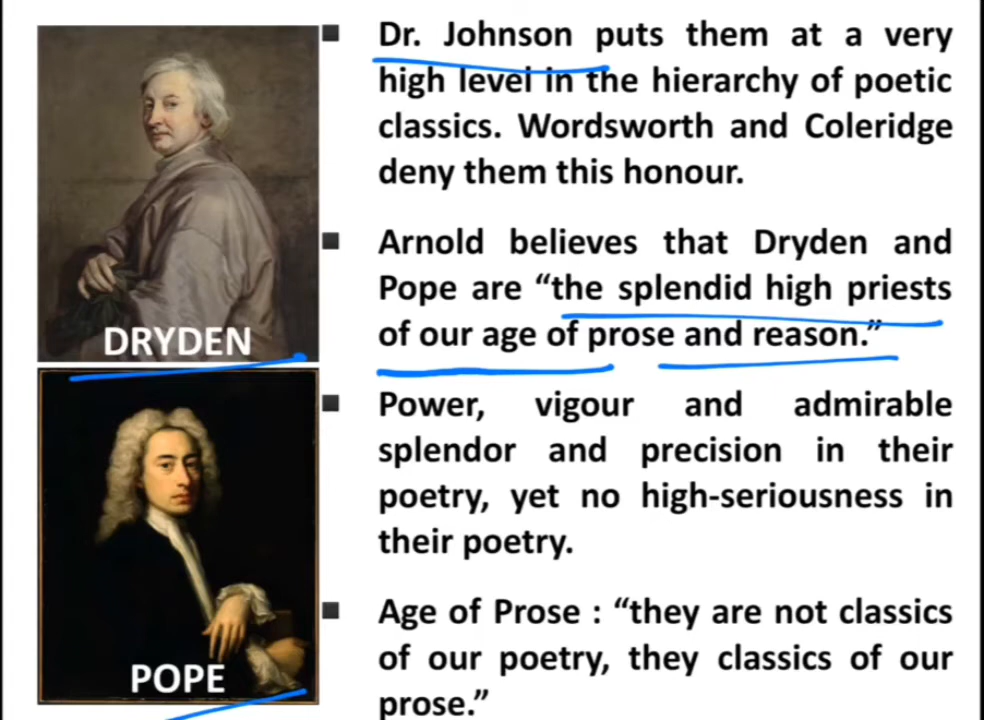 Dr. Johnson puts them at a very
high level in the hierarchy of poetic
classics. Wordsworth and Coleridge
deny them this honour.
Arnold believes that Dryden and
Pope are “the splendid high priests
of our age of prose and reason.”
DRYDEN
Power, vigour and admirable
splendor and precision in their
poetry, yet no high-seriousness in
their poetry.
Age of Prose : “they are not classics
of our poetry, they classics of our
prose.”
POPE